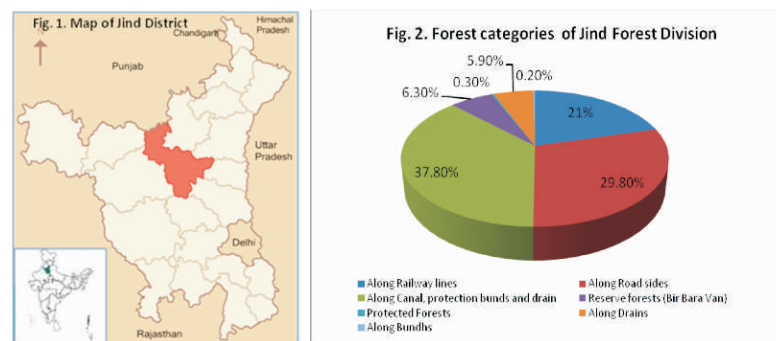 Fig. 1. Map of Jind District
N
Chandigarh
Himachal
Pradesh
Punjab
Uttar
Pradesh
Delhi
Rajasthan
Fig. 2. Forest categories of Jind Forest Division
5.90%
0.30%
0.20%
6.30%
21%
37.80%
29.80%
Along Railway lines
Along Road sides
Along Canal, protection bunds and drain
Reserve forests (Bir Bara Van)
Protected Forests
Along Drains
Along Bundhs